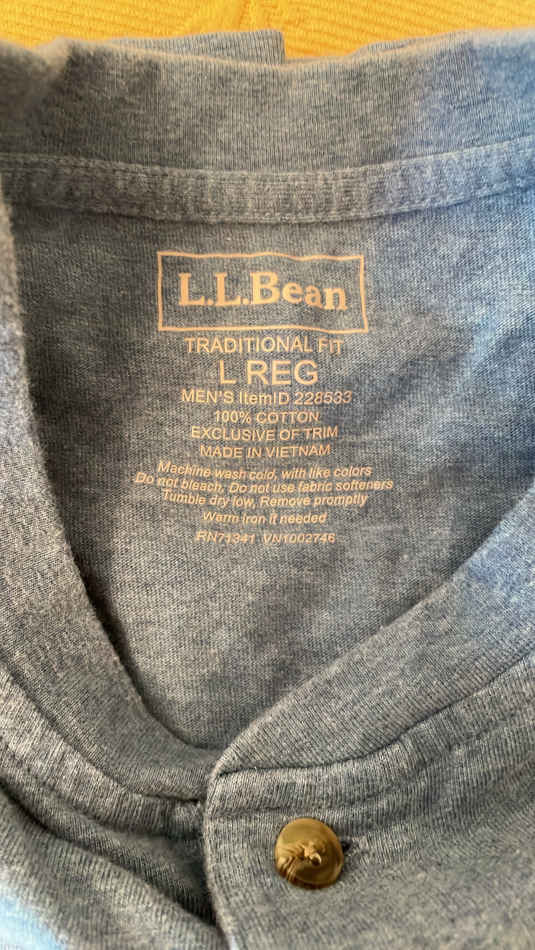 L.L.Bean
TRADITIONAL FIT
L REG
MEN'S ItemID 228533
100% COTTON
EXCLUSIVE OF TRIM
MADE IN VIETNAM
Machine wash cold, with like colors
Do not bleach, Do not use fabric softeners
Tumble dry low, Remove promptly
Warm iron if needed
RN71341 VN1002746